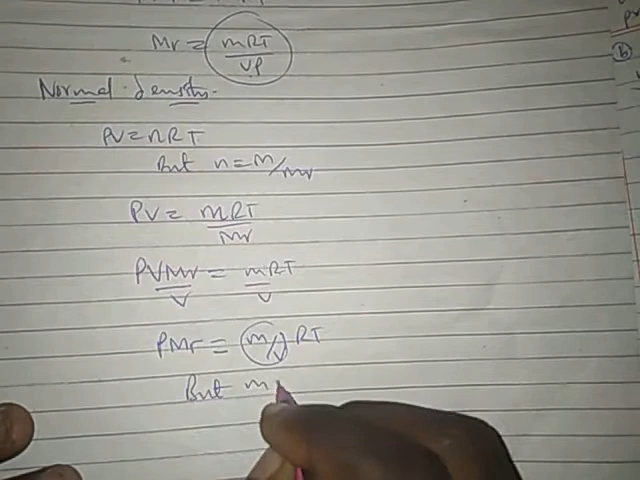 Mr = mRT/VP
Normal density.
PV = nRT
But n = m/Mr
PV = mRT/Mr
PVMr/V = mRT/V
PMr = (m/V) RT
But m